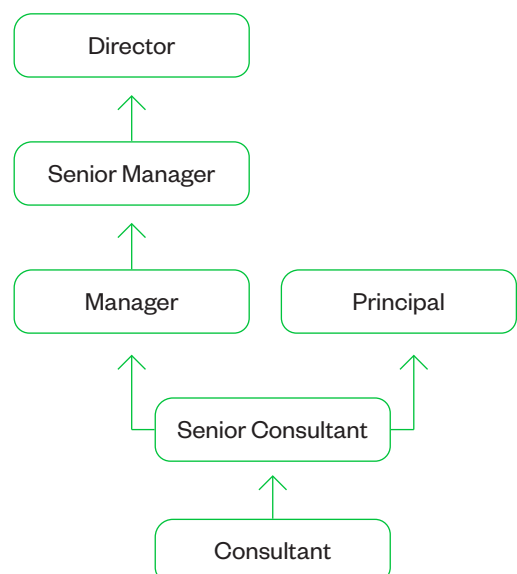 Director
Senior Manager
Manager
Principal
Senior Consultant
Consultant